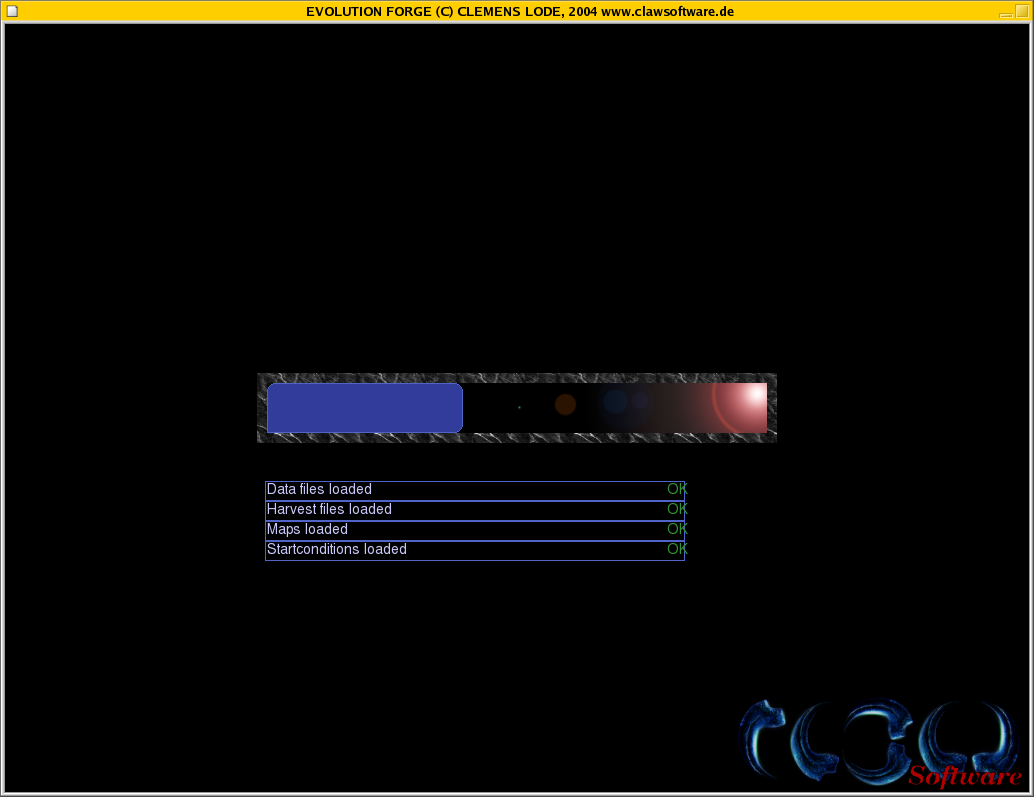 EVOLUTION FORGE (C) CLEMENS LODE, 2004 www.clawsoftware.de
Data files loaded OK
Harvest files loaded OK
Maps loaded OK
Startconditions loaded OK
CLAW
Software